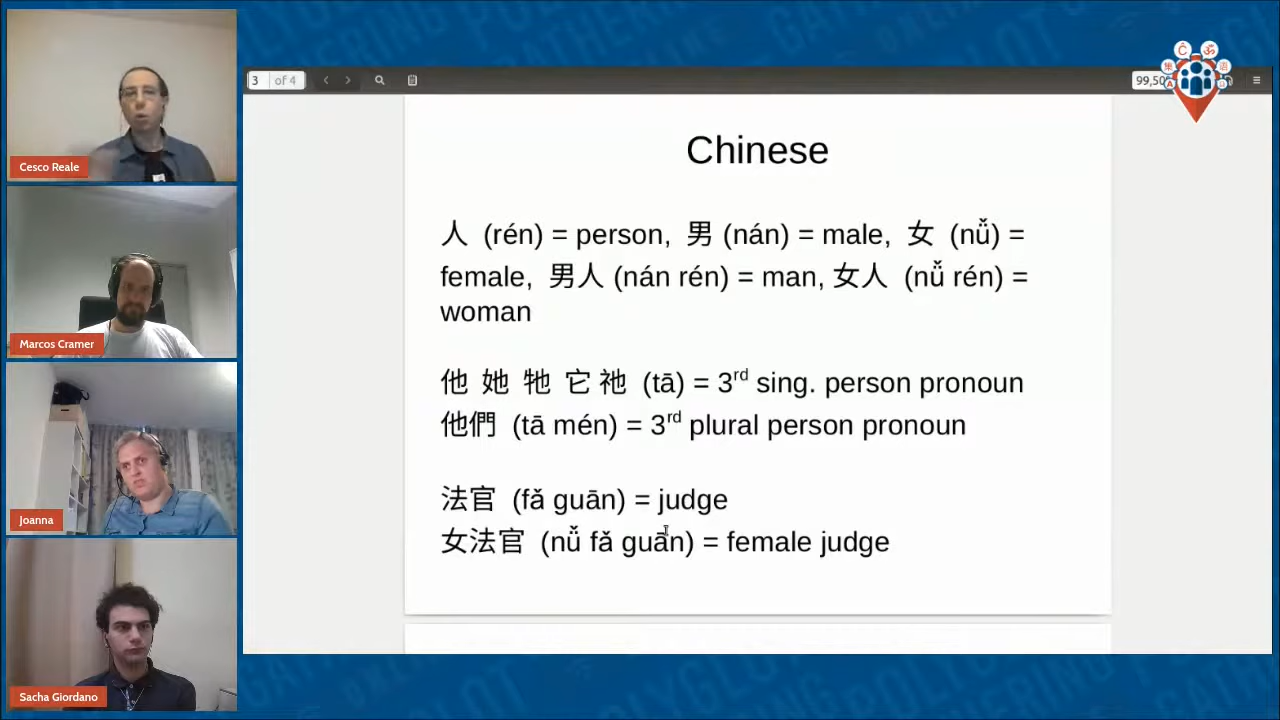 3 of 4
99,50
Chinese
人 (rén) = person, 男 (nán) = male, 女 (nǚ) =
female, 男人 (nán rén) = man, 女人 (nǚ rén) =
woman
他 她 牠 它 祂 (tā) = 3rd sing. person pronoun
他們 (tā mén) = 3rd plural person pronoun
法官 (fǎ guān) = judge
女法官 (nǚ fǎ guān) = female judge
Cesco Reale
Marcos Cramer
Joanna
Sacha Giordano